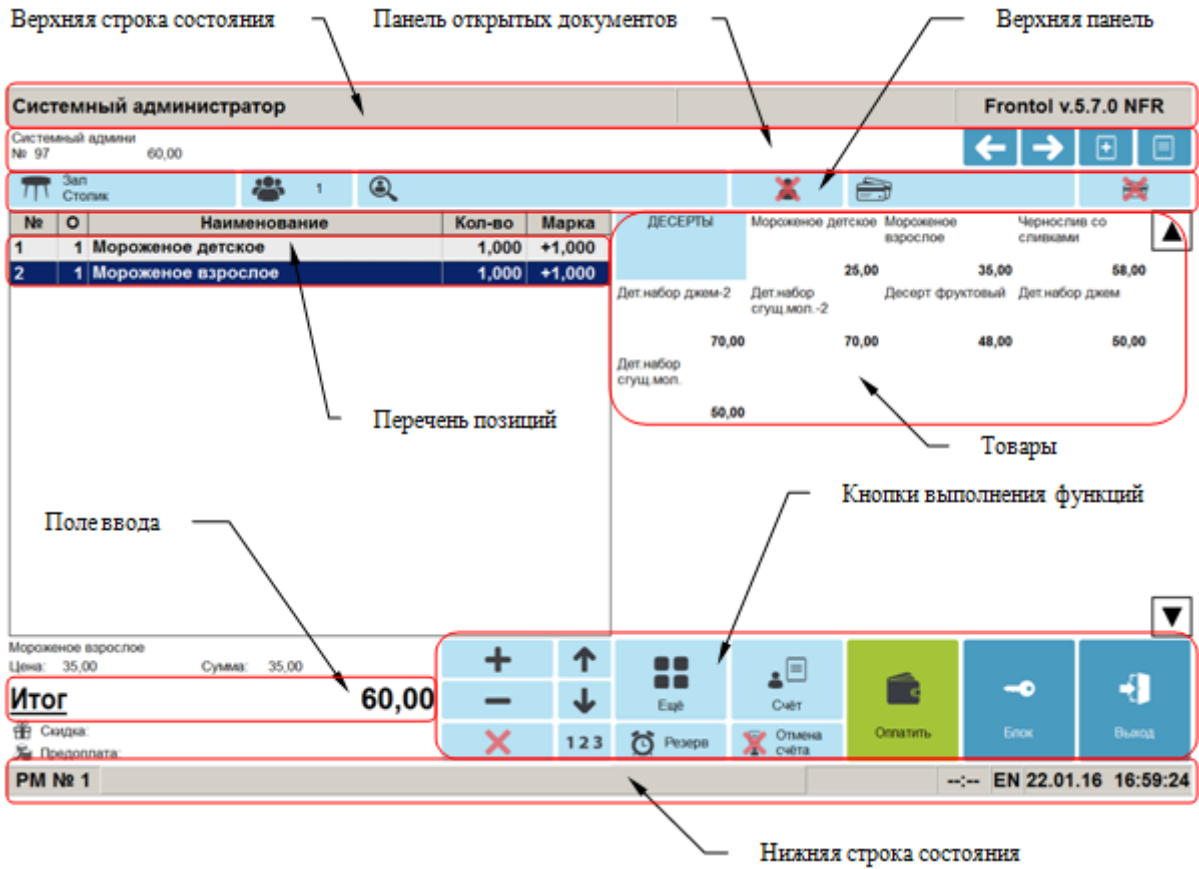 Верхняя строка состояния Панель открытых документов Верхняя панель
Системный администратор Frontol v.5.7.0 NFR
Системный админи
№ 97 60,00
Зал
Столик
1
№ О Наименование Кол-во Марка
1 1 Мороженое детское 1,000 +1,000
2 1 Мороженое взрослое 1,000 +1,000
ДЕСЕРТЫ Мороженое детское Мороженое Чернослив со
взрослое сливками
25,00 35,00 58,00
Дет.набор джем-2 Дет.набор Десерт фруктовый Дет.набор джем
сгущ.мол.-2
70,00 70,00 48,00 50,00
Дет.набор
сгущ.мол.
50,00
Перечень позиций
Товары
Кнопки выполнения функций
Поле ввода
Мороженое взрослое
Цена: 35,00 Сумма: 35,00
Итог 60,00
Скидка:
Предоплата:
Ещё Счёт
1 2 3 Резерв Отмена
счёта
Оплатить Блок Выход
РМ № 1 --:-- EN 22.01.16 16:59:24
Нижняя строка состояния